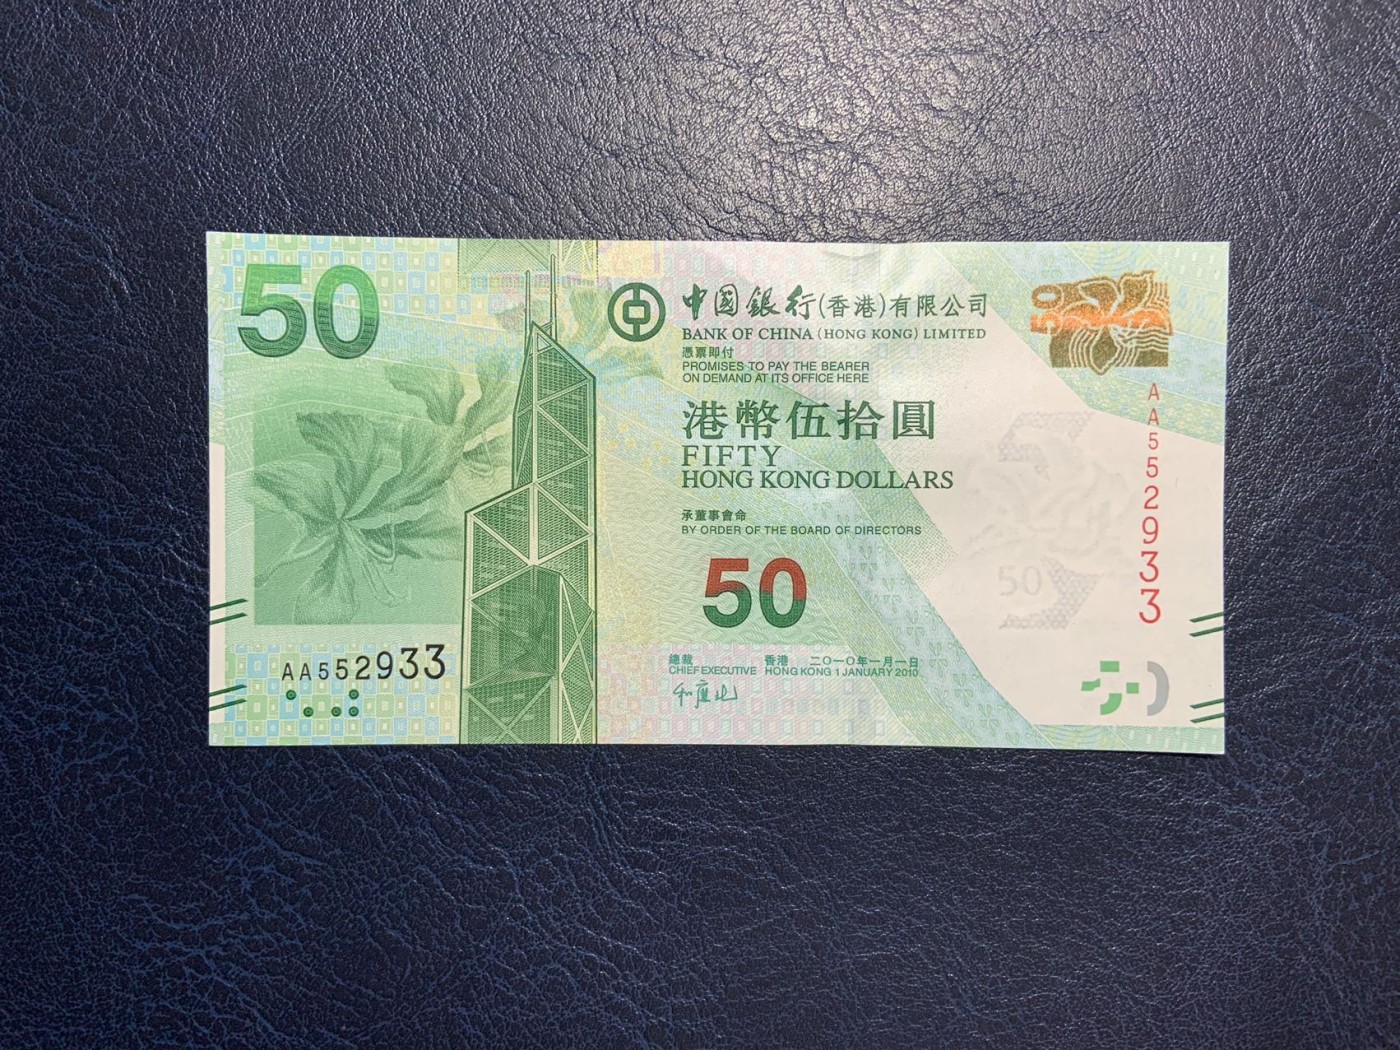 50
中國銀行(香港)有限公司
BANK OF CHINA (HONG KONG) LIMITED
憑票即付
PROMISES TO PAY THE BEARER
ON DEMAND AT ITS OFFICE HERE
港幣伍拾圓
FIFTY
HONG KONG DOLLARS
承董事會命
BY ORDER OF THE BOARD OF DIRECTORS
50
總裁
CHIEF EXECUTIVE
香港 二〇一〇年一月一日
HONG KONG 1 JANUARY 2010
AA552933
50
AA552933
50
50